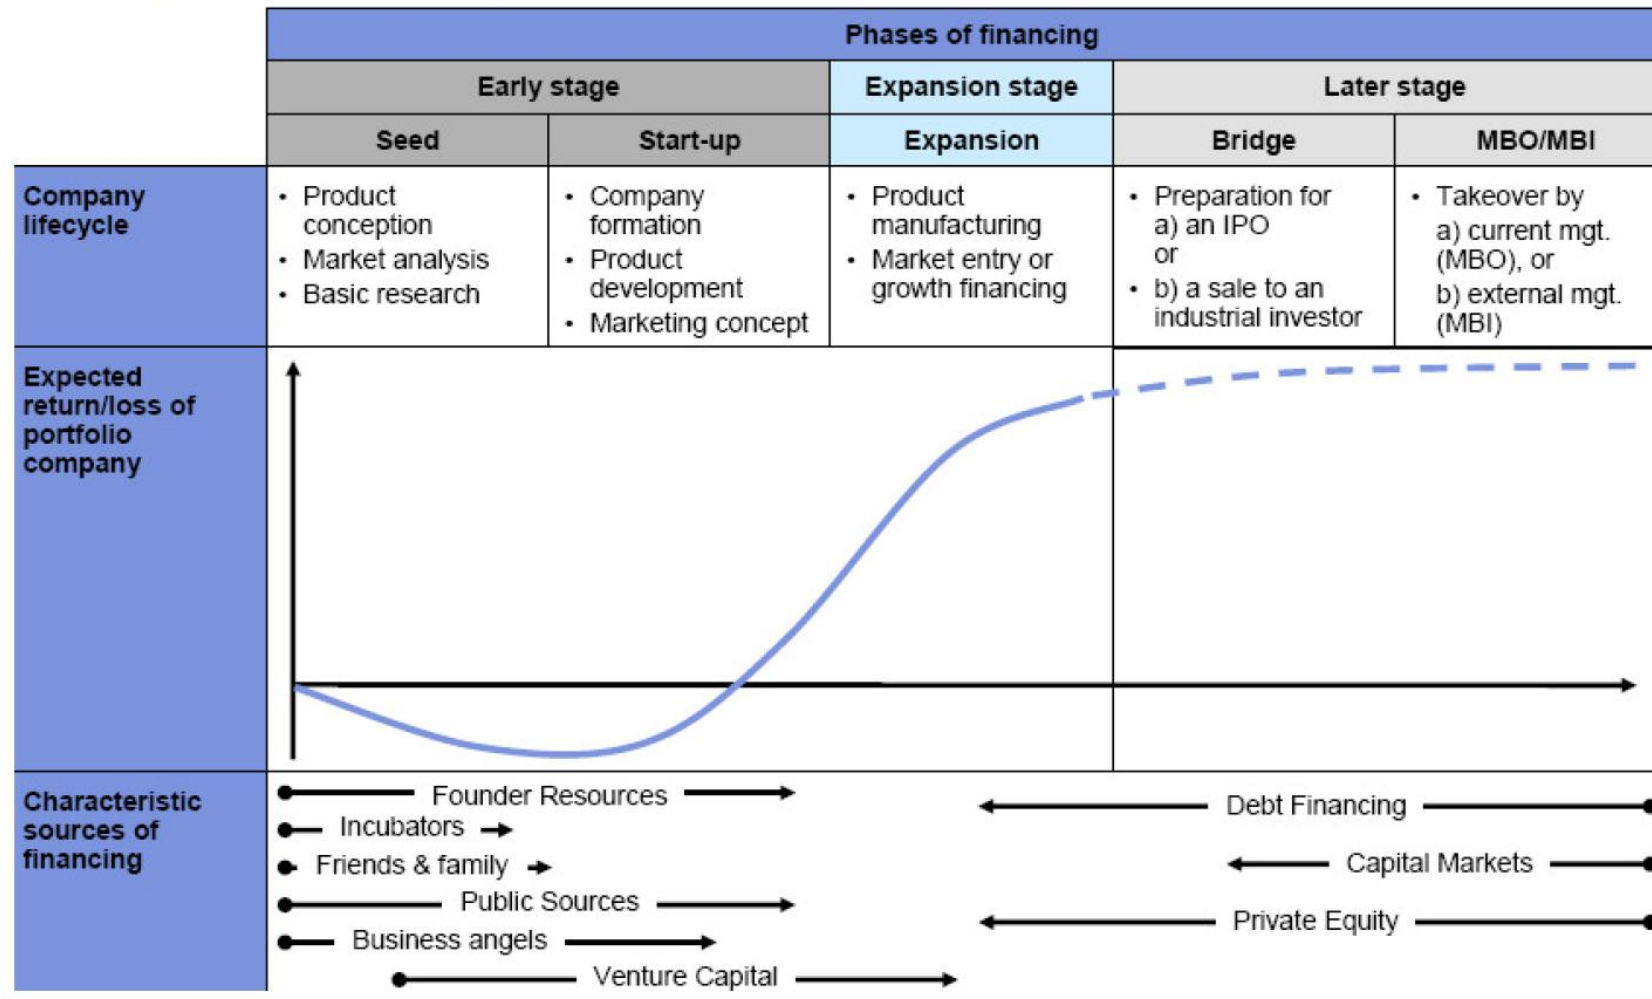 Phases of financing
Early stage
Expansion stage
Later stage
Seed
Start-up
Expansion
Bridge
MBO/MBI
Company
lifecycle
• Product
conception
• Market analysis
• Basic research
• Company
formation
• Product
development
• Marketing concept
• Product
manufacturing
• Market entry or
growth financing
• Preparation for
a) an IPO
or
• b) a sale to an
industrial investor
• Takeover by
a) current mgt.
(MBO), or
b) external mgt.
(MBI)
Expected
return/loss of
portfolio
company
Characteristic
sources of
financing
Founder Resources
Incubators
Friends & family
Public Sources
Business angels
Venture Capital
Debt Financing
Capital Markets
Private Equity